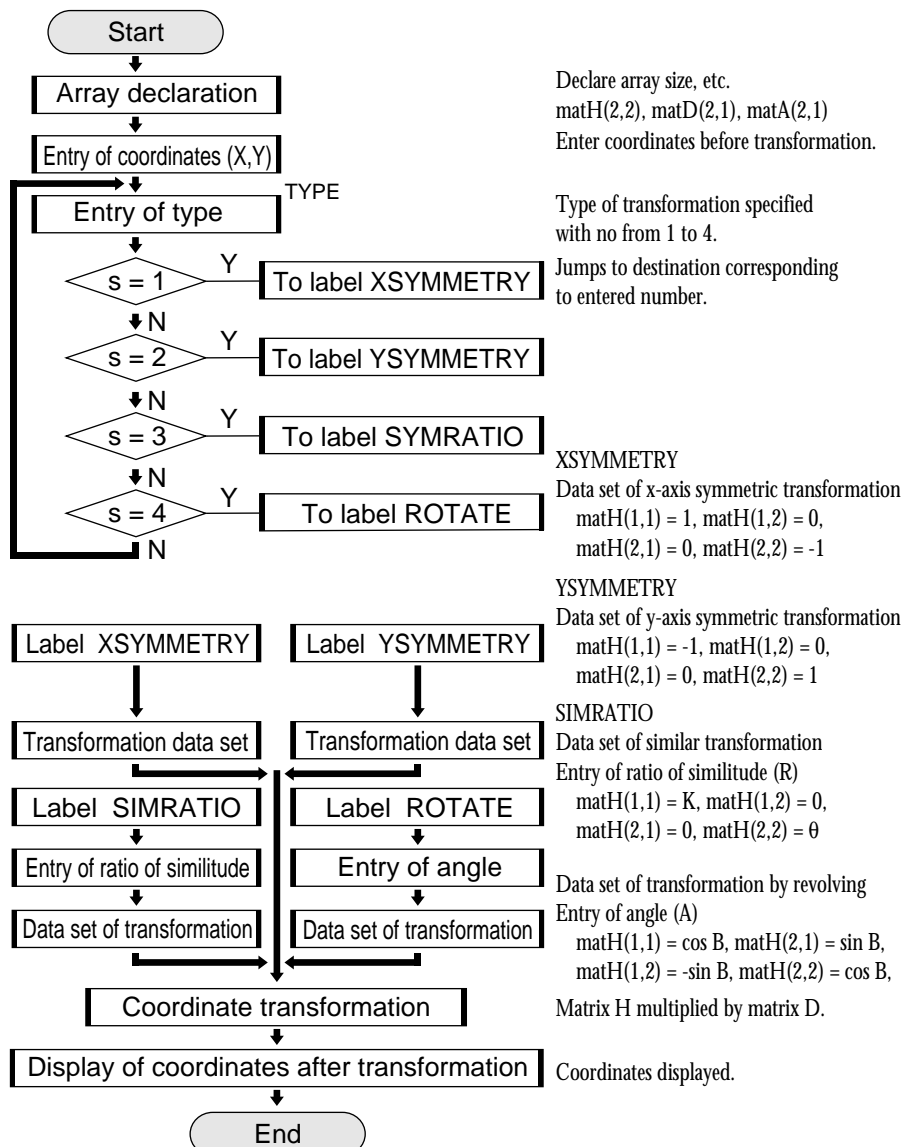 Start
Array declaration
Declare array size, etc.
matH(2,2), matD(2,1), matA(2,1)
Entry of coordinates (X,Y)
Enter coordinates before transformation.
TYPE
Entry of type
Type of transformation specified
with no from 1 to 4.
s = 1
Y
To label XSYMMETRY
Jumps to destination corresponding
to entered number.
N
s = 2
Y
To label YSYMMETRY
N
s = 3
Y
To label SYMRATIO
N
s = 4
Y
To label ROTATE
N
XSYMMETRY
Data set of x-axis symmetric transformation
matH(1,1) = 1, matH(1,2) = 0,
matH(2,1) = 0, matH(2,2) = -1
YSYMMETRY
Data set of y-axis symmetric transformation
matH(1,1) = -1, matH(1,2) = 0,
matH(2,1) = 0, matH(2,2) = 1
Label XSYMMETRY
Label YSYMMETRY
Transformation data set
Transformation data set
SIMRATIO
Data set of similar transformation
Entry of ratio of similitude (R)
matH(1,1) = K, matH(1,2) = 0,
matH(2,1) = 0, matH(2,2) = θ
Label SIMRATIO
Label ROTATE
Entry of ratio of similitude
Entry of angle
Data set of transformation
Data set of transformation
Data set of transformation by revolving
Entry of angle (A)
matH(1,1) = cos B, matH(2,1) = sin B,
matH(1,2) = -sin B, matH(2,2) = cos B,
Coordinate transformation
Matrix H multiplied by matrix D.
Display of coordinates after transformation
Coordinates displayed.
End